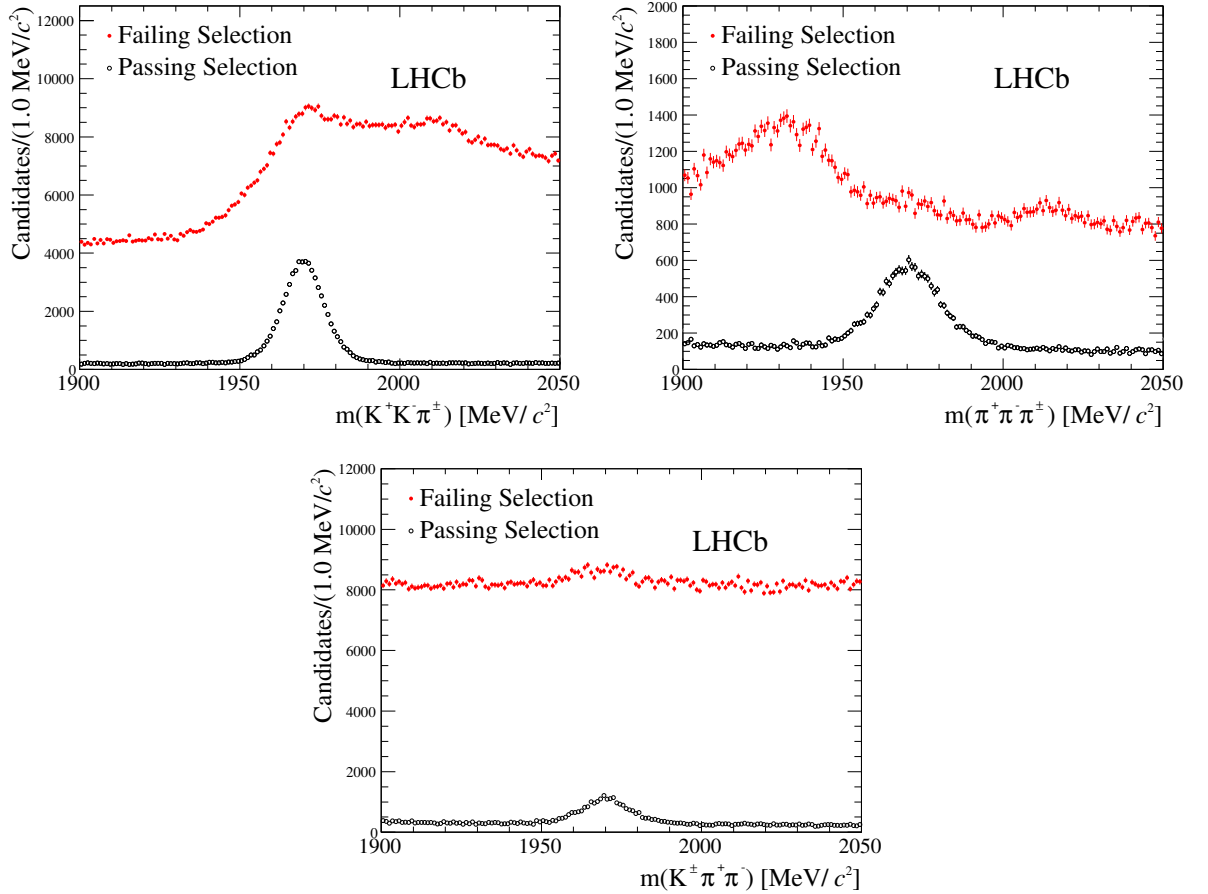 Candidates/(1.0 MeV/c²)
12000
10000
8000
6000
4000
2000
0
Failing Selection
Passing Selection
LHCb
1900 1950 2000 2050
m(K⁺K⁻π±) [MeV/c²]
Candidates/(1.0 MeV/c²)
2000
1800
1600
1400
1200
1000
800
600
400
200
0
Failing Selection
Passing Selection
LHCb
1900 1950 2000 2050
m(π⁺π⁻π±) [MeV/c²]
Candidates/(1.0 MeV/c²)
12000
10000
8000
6000
4000
2000
0
Failing Selection
Passing Selection
LHCb
1900 1950 2000 2050
m(K±π⁺π⁻) [MeV/c²]